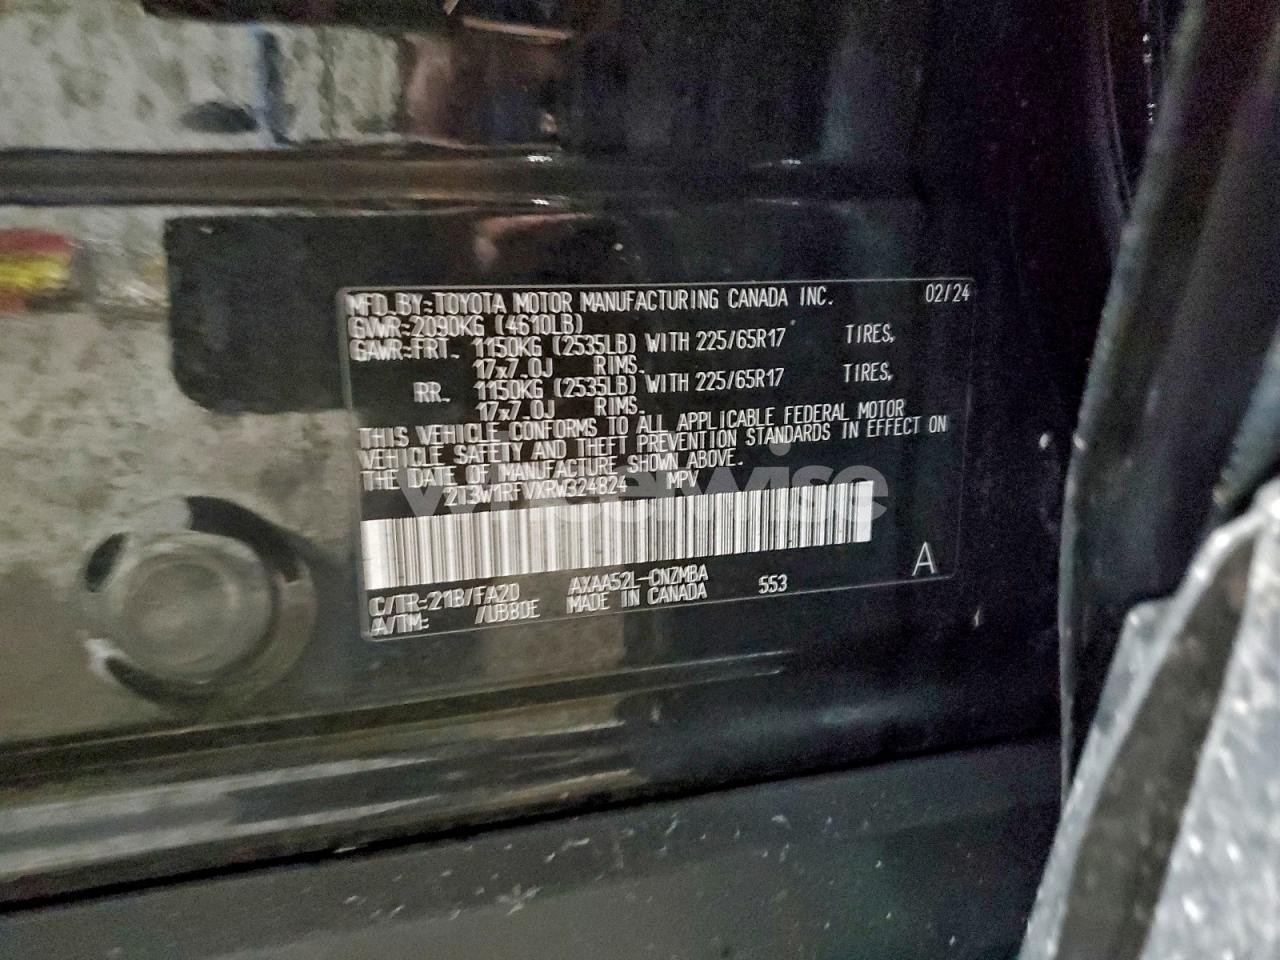 MFD.BY:TOYOTA MOTOR MANUFACTURING CANADA INC. 02/24
GVWR:2090KG (4610LB)
GAWR:FRT. 1150KG (2535LB) WITH 225/65R17 TIRES,
17x7.0J RIMS.
RR. 1150KG (2535LB) WITH 225/65R17 TIRES,
17x7.0J RIMS.
THIS VEHICLE CONFORMS TO ALL APPLICABLE FEDERAL MOTOR
VEHICLE SAFETY AND THEFT PREVENTION STANDARDS IN EFFECT ON
THE DATE OF MANUFACTURE SHOWN ABOVE.
2T3W1RFVXRW324824 MPV
wheelwise
C/TR:218/FA20 AXAA52L-CNZMBA 553 A
A/TM: /UB80E MADE IN CANADA